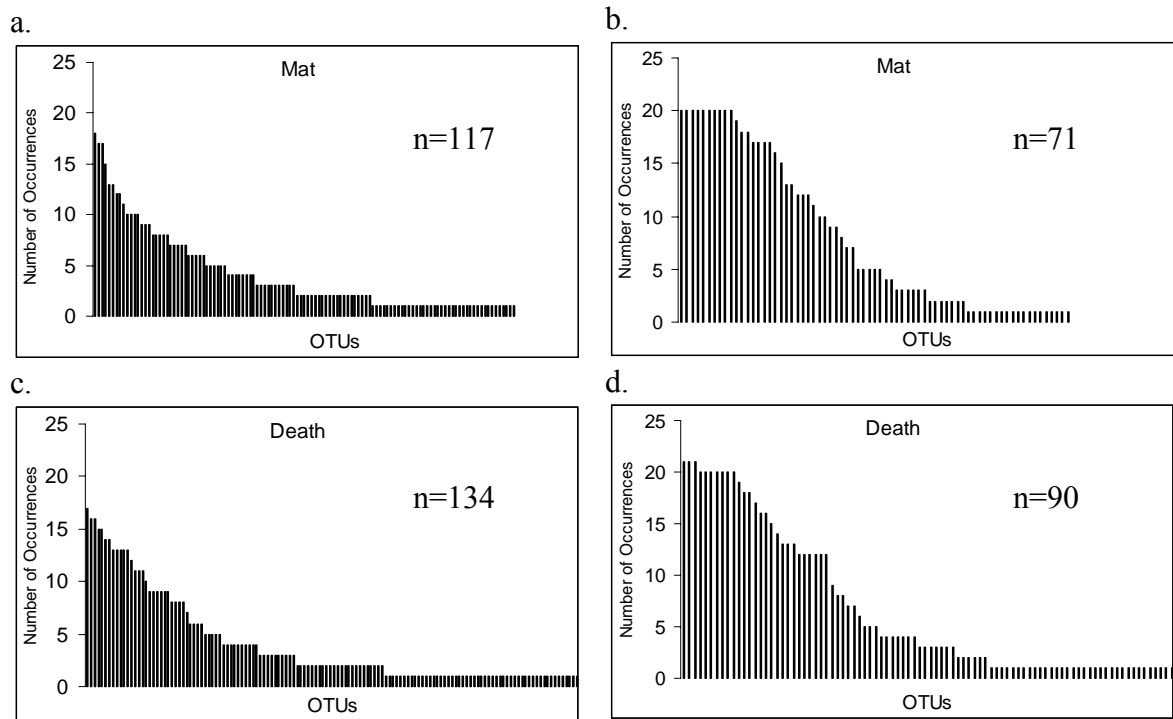 a.
Mat
n=117
Number of Occurrences
25
20
15
10
5
0
OTUs
b.
Mat
n=71
Number of Occurrences
25
20
15
10
5
0
OTUs
c.
Death
n=134
Number of Occurrences
25
20
15
10
5
0
OTUs
d.
Death
n=90
Number of Occurrences
25
20
15
10
5
0
OTUs